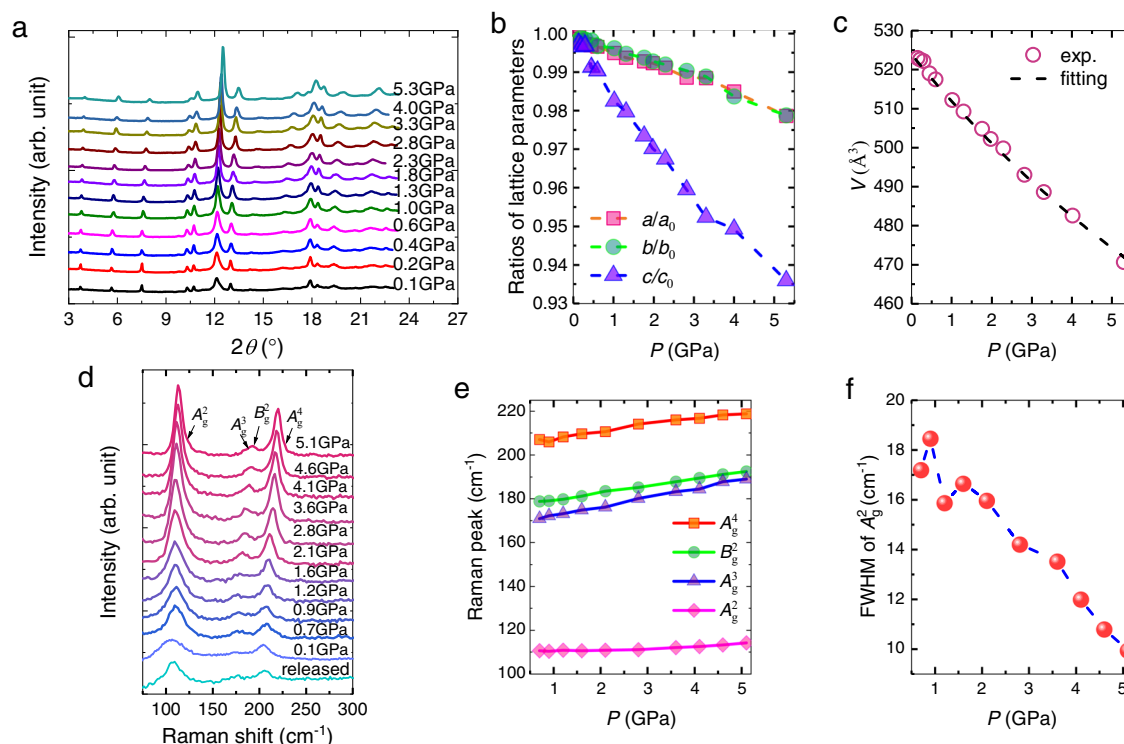 a
Intensity (arb. unit)
5.3GPa
4.0GPa
3.3GPa
2.8GPa
2.3GPa
1.8GPa
1.3GPa
1.0GPa
0.6GPa
0.4GPa
0.2GPa
0.1GPa
3 6 9 12 15 18 21 24 27
2θ (°)
b
Ratios of lattice parameters
1.00
0.99
0.98
0.97
0.96
0.95
0.94
0.93
a/a₀
b/b₀
c/c₀
0 1 2 3 4 5
P (GPa)
c
V (Å³)
530
520
510
500
490
480
470
460
exp.
fitting
0 1 2 3 4 5
P (GPa)
d
Intensity (arb. unit)
A²g
A³g
B²g
A⁴g
5.1GPa
4.6GPa
4.1GPa
3.6GPa
2.8GPa
2.1GPa
1.6GPa
1.2GPa
0.9GPa
0.7GPa
0.1GPa
released
100 150 200 250 300
Raman shift (cm⁻¹)
e
Raman peak (cm⁻¹)
220
200
180
160
140
120
100
A⁴g
B²g
A³g
A²g
1 2 3 4 5
P (GPa)
f
FWHM of A²g (cm⁻¹)
20
18
16
14
12
10
1 2 3 4 5
P (GPa)